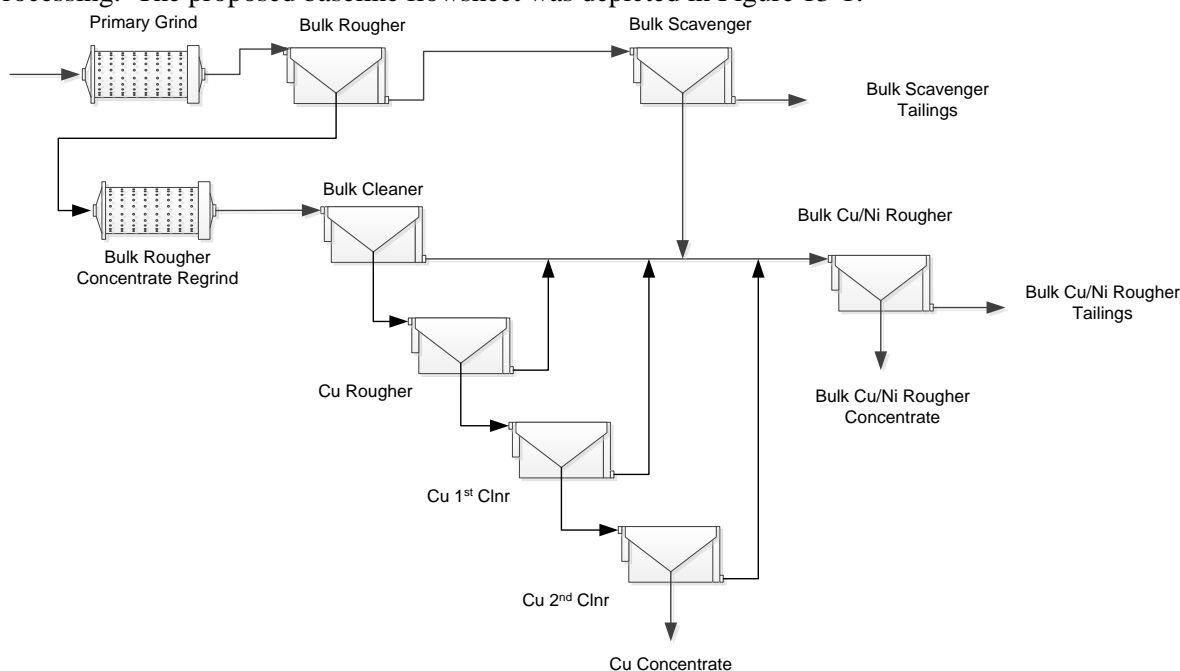 rocessing. The proposed baseline flowsheet was depicted in Figure 13-1.
Primary Grind
Bulk Rougher
Bulk Scavenger
Bulk Scavenger
Tailings
Bulk Cleaner
Bulk Cu/Ni Rougher
Bulk Rougher
Concentrate Regrind
Bulk Cu/Ni Rougher
Tailings
Cu Rougher
Bulk Cu/Ni Rougher
Concentrate
Cu 1st Clnr
Cu 2nd Clnr
Cu Concentrate